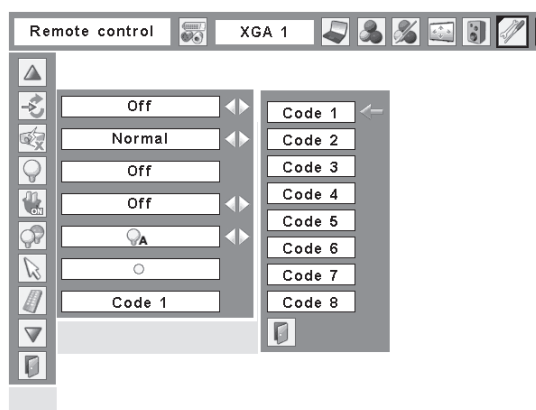 Remote control
XGA 1
Off
Normal
Off
ON
Off
A
Code 1
Code 1
Code 2
Code 3
Code 4
Code 5
Code 6
Code 7
Code 8